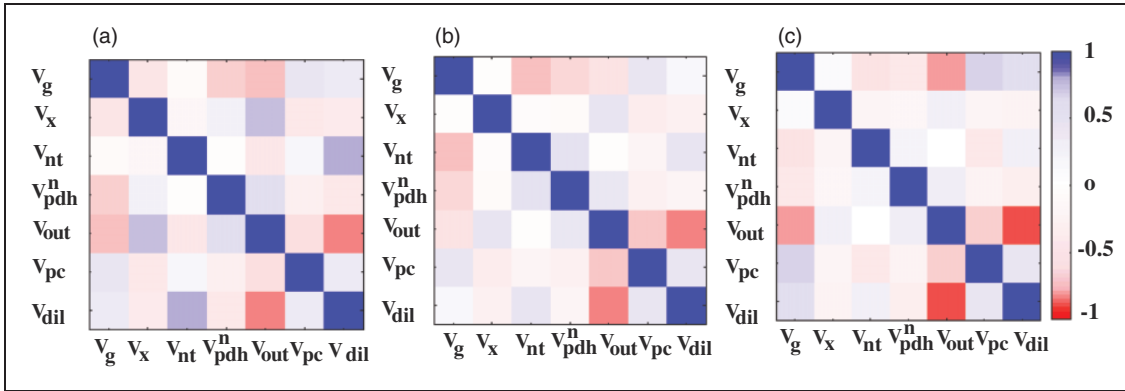 (a)
(b)
(c)
Vg
Vx
Vnt
Vnpdh
Vout
Vpc
Vdil
Vg
Vx
Vnt
Vnpdh
Vout
Vpc
Vdil
Vg
Vx
Vnt
Vnpdh
Vout
Vpc
Vdil
1
0.5
0
-0.5
-1
Vg Vx Vnt Vnpdh Vout Vpc V dil
Vg Vx Vnt Vnpdh Vout Vpc Vdil
Vg Vx Vnt Vnpdh Vout Vpc Vdil